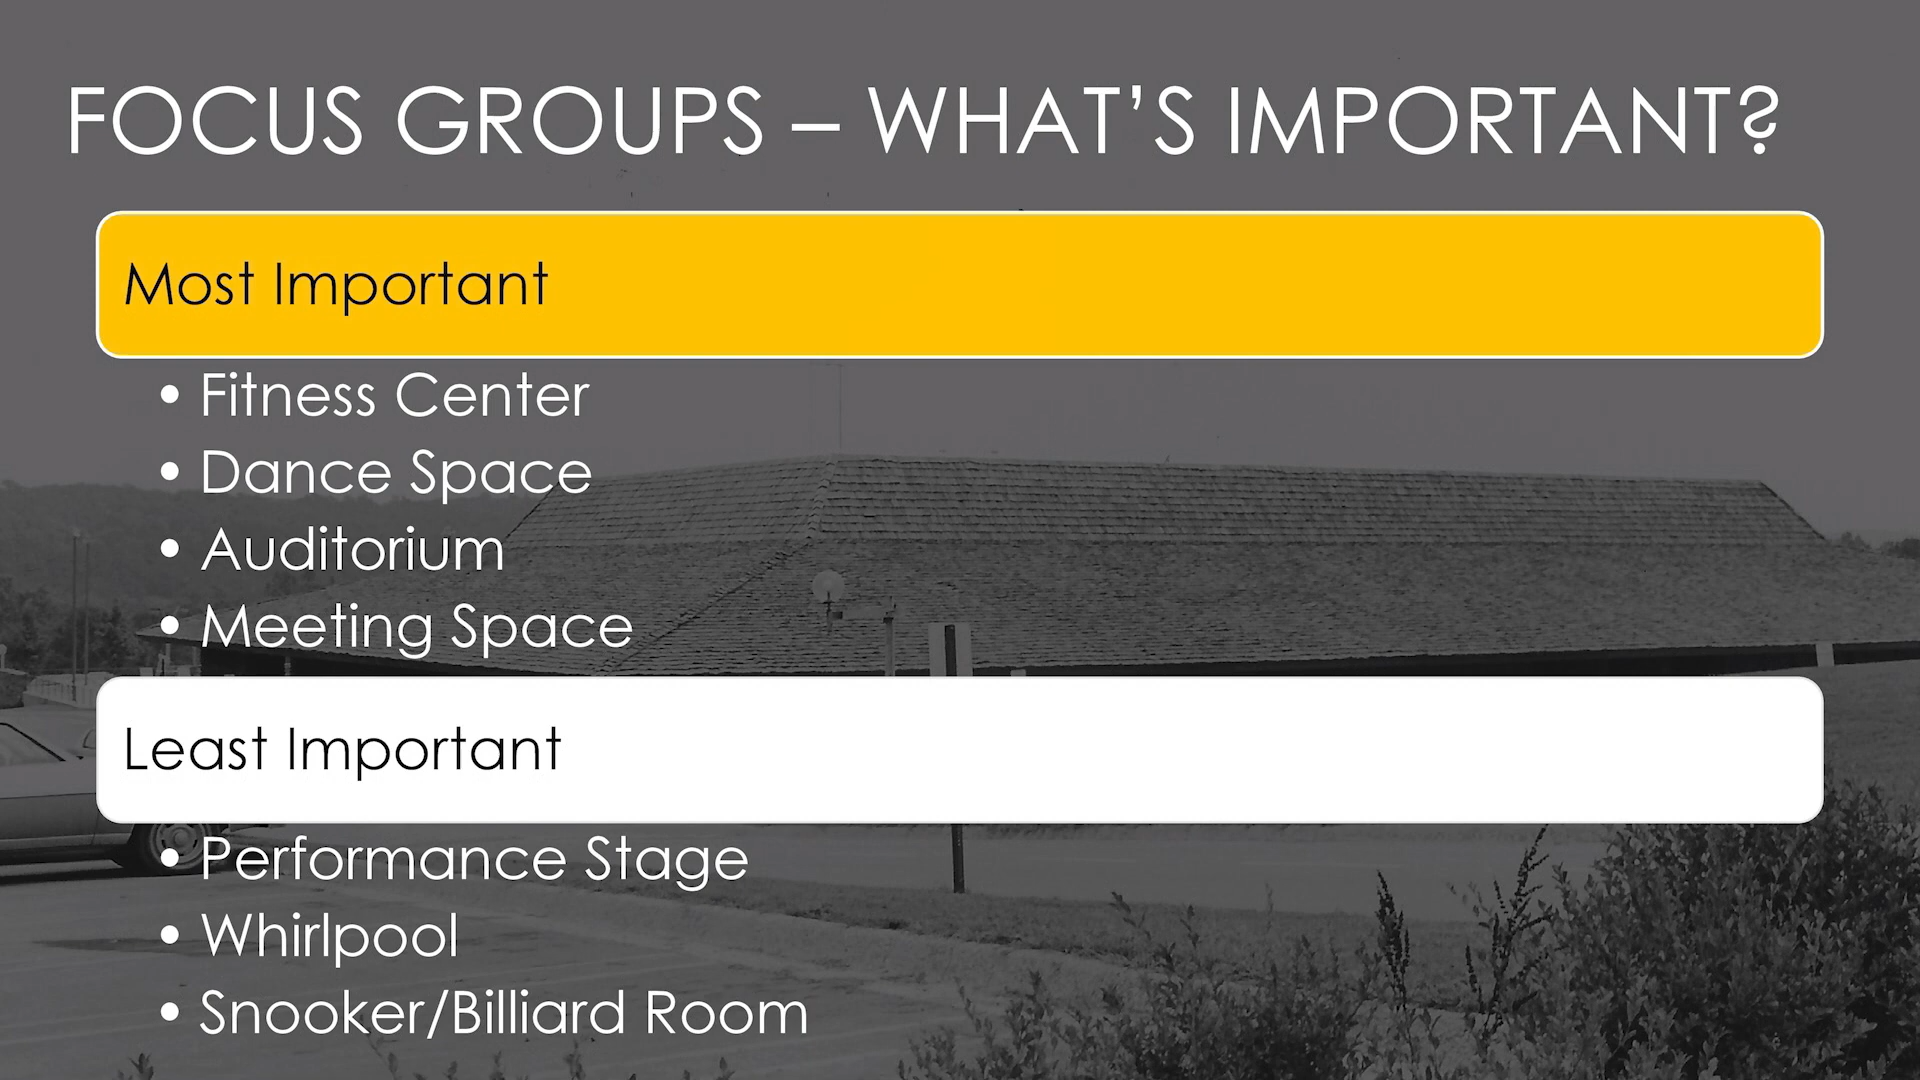 FOCUS GROUPS – WHAT’S IMPORTANT?
Most Important
• Fitness Center
• Dance Space
• Auditorium
• Meeting Space
Least Important
• Performance Stage
• Whirlpool
• Snooker/Billiard Room